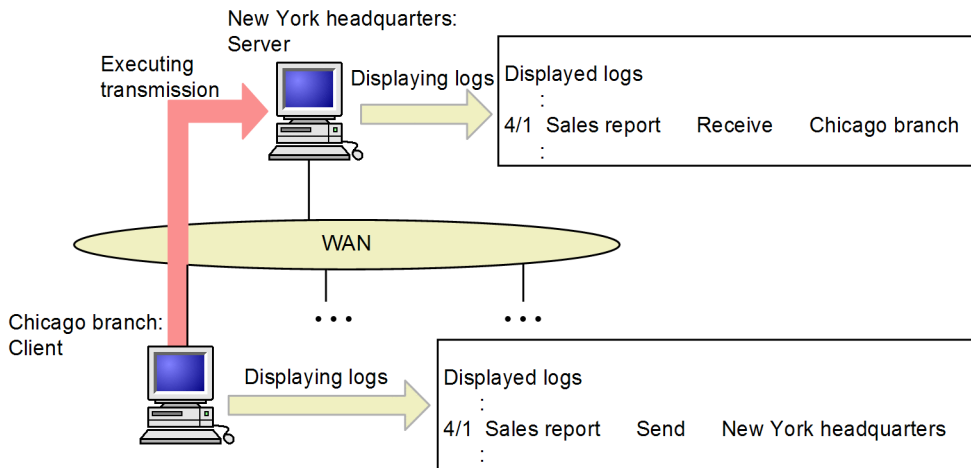 New York headquarters:
Server
Executing
transmission
Displaying logs
Displayed logs
:
4/1 Sales report Receive Chicago branch
:
WAN
• • •
• • •
Chicago branch:
Client
Displaying logs
Displayed logs
:
4/1 Sales report Send New York headquarters
: